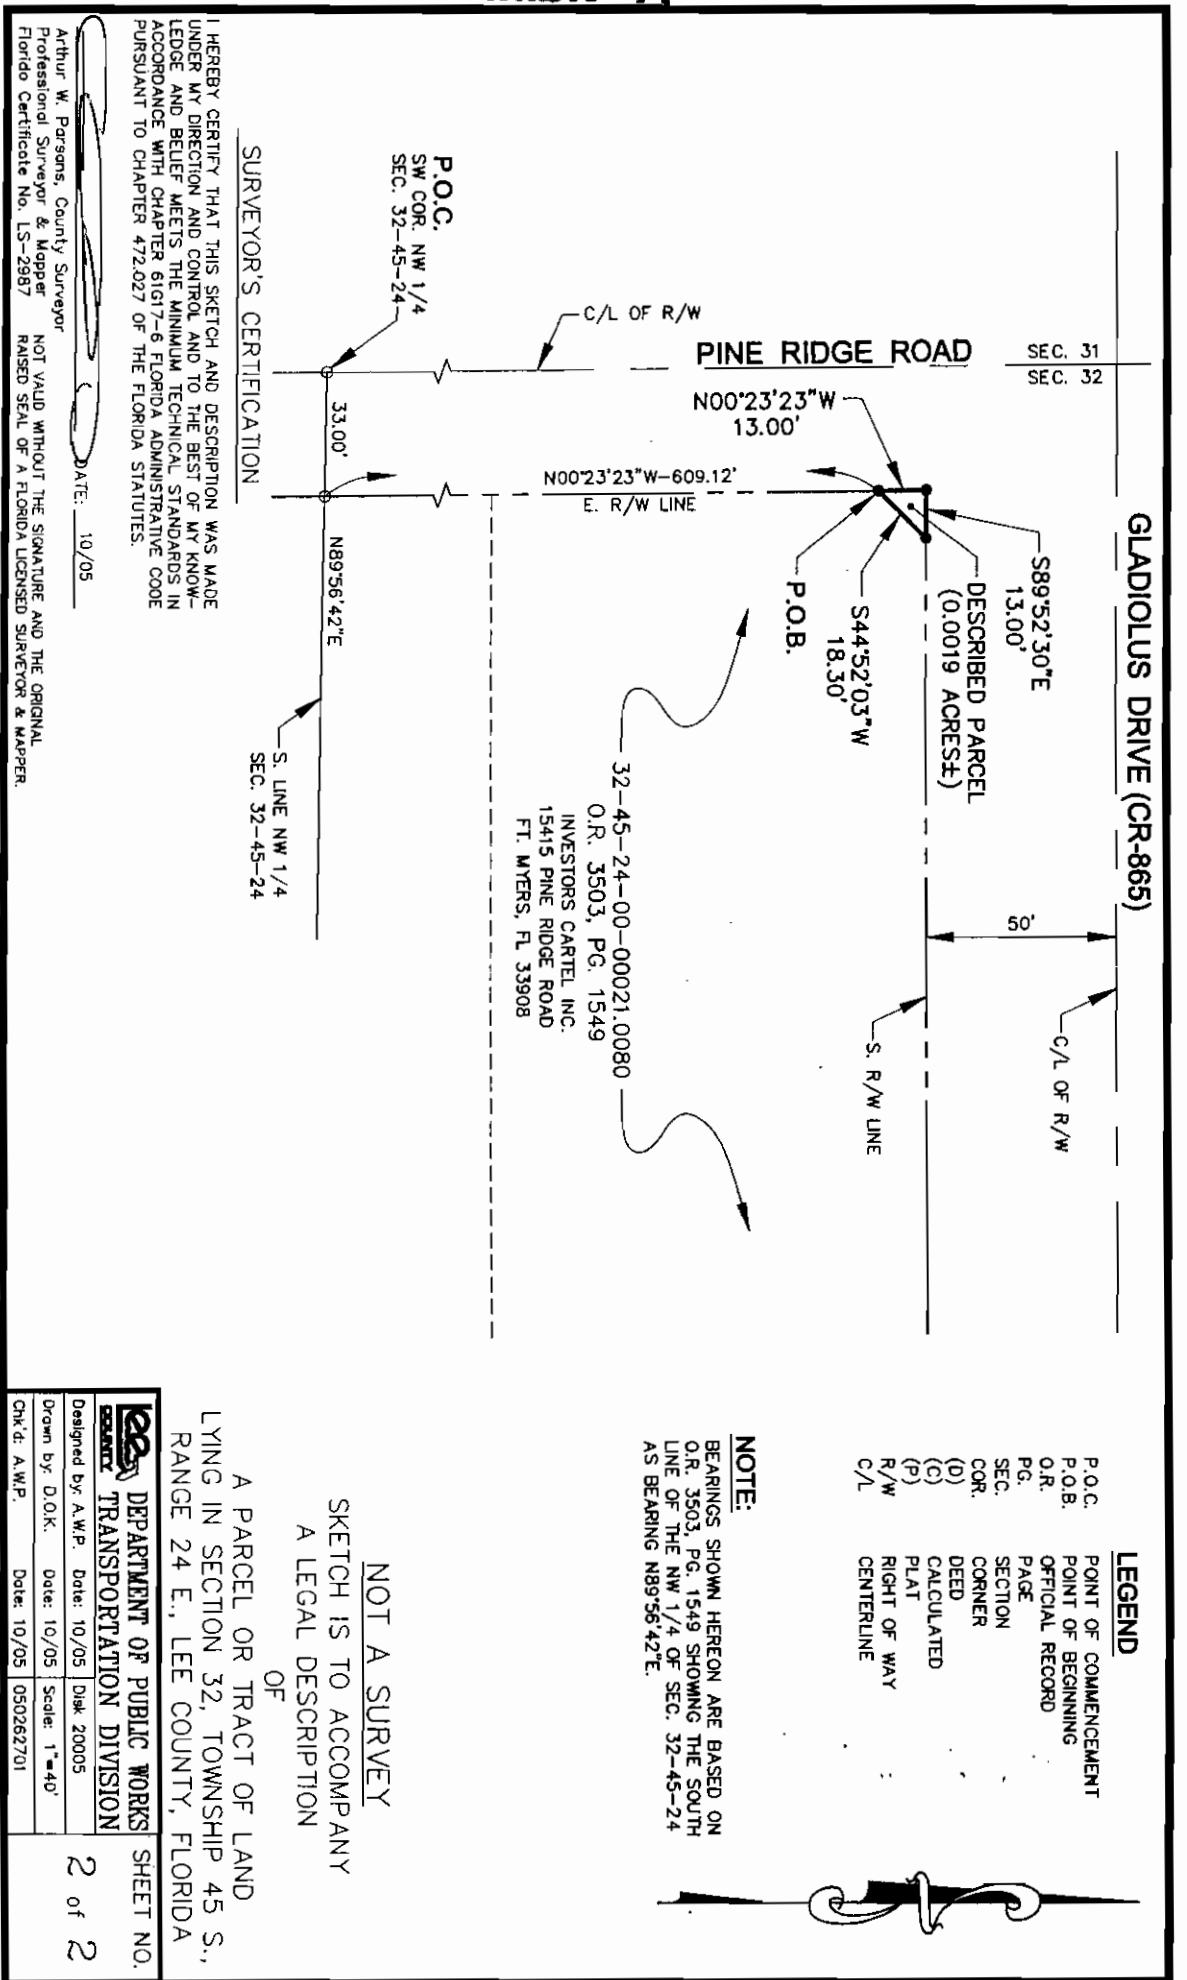 GLADIOLUS DRIVE (CR-865)
C/L OF R/W
50'
S. R/W LINE
SEC. 31
SEC. 32
PINE RIDGE ROAD
C/L OF R/W
N00°23'23"W
13.00'
S89°52'30"E
13.00'
DESCRIBED PARCEL
(0.0019 ACRES±)
S44°52'03"W
18.30'
P.O.B.
N00°23'23"W-609.12'
E. R/W LINE
32-45-24-00-00021.0080
O.R. 3503, PG. 1549
INVESTORS CARTEL INC.
15415 PINE RIDGE ROAD
FT. MYERS, FL 33908
P.O.C.
SW COR. NW 1/4
SEC. 32-45-24
33.00'
N89°56'42"E
S. LINE NW 1/4
SEC. 32-45-24
SURVEYOR'S CERTIFICATION
I HEREBY CERTIFY THAT THIS SKETCH AND DESCRIPTION WAS MADE
UNDER MY DIRECTION AND CONTROL AND TO THE BEST OF MY KNOW-
LEDGE AND BELIEF MEETS THE MINIMUM TECHNICAL STANDARDS IN
ACCORDANCE WITH CHAPTER 61G17-6 FLORIDA ADMINISTRATIVE CODE
PURSUANT TO CHAPTER 472.027 OF THE FLORIDA STATUTES.
DATE: 10/05
Arthur W. Parsons, County Surveyor
Professional Surveyor & Mapper
Florida Certificate No. LS-2987
NOT VALID WITHOUT THE SIGNATURE AND THE ORIGINAL
RAISED SEAL OF A FLORIDA LICENSED SURVEYOR & MAPPER.
LEGEND
P.O.C. POINT OF COMMENCEMENT
P.O.B. POINT OF BEGINNING
O.R. OFFICIAL RECORD
PG. PAGE
SEC. SECTION
COR. CORNER
(D) DEED
(C) CALCULATED
(P) PLAT
R/W RIGHT OF WAY
C/L CENTERLINE
NOTE:
BEARINGS SHOWN HEREON ARE BASED ON
O.R. 3503, PG. 1549 SHOWING THE SOUTH
LINE OF THE NW 1/4 OF SEC. 32-45-24
AS BEARING N89°56'42"E.
NOT A SURVEY
SKETCH IS TO ACCOMPANY
A LEGAL DESCRIPTION
OF
A PARCEL OR TRACT OF LAND
LYING IN SECTION 32, TOWNSHIP 45 S.,
RANGE 24 E., LEE COUNTY, FLORIDA
lee COUNTY
DEPARTMENT OF PUBLIC WORKS
TRANSPORTATION DIVISION
SHEET NO.
2 of 2
Designed by: A.W.P. Date: 10/05 Disk 20005
Drawn by: D.O.K. Date: 10/05 Scale: 1"=40'
Chk'd: A.W.P. Date: 10/05 050262701